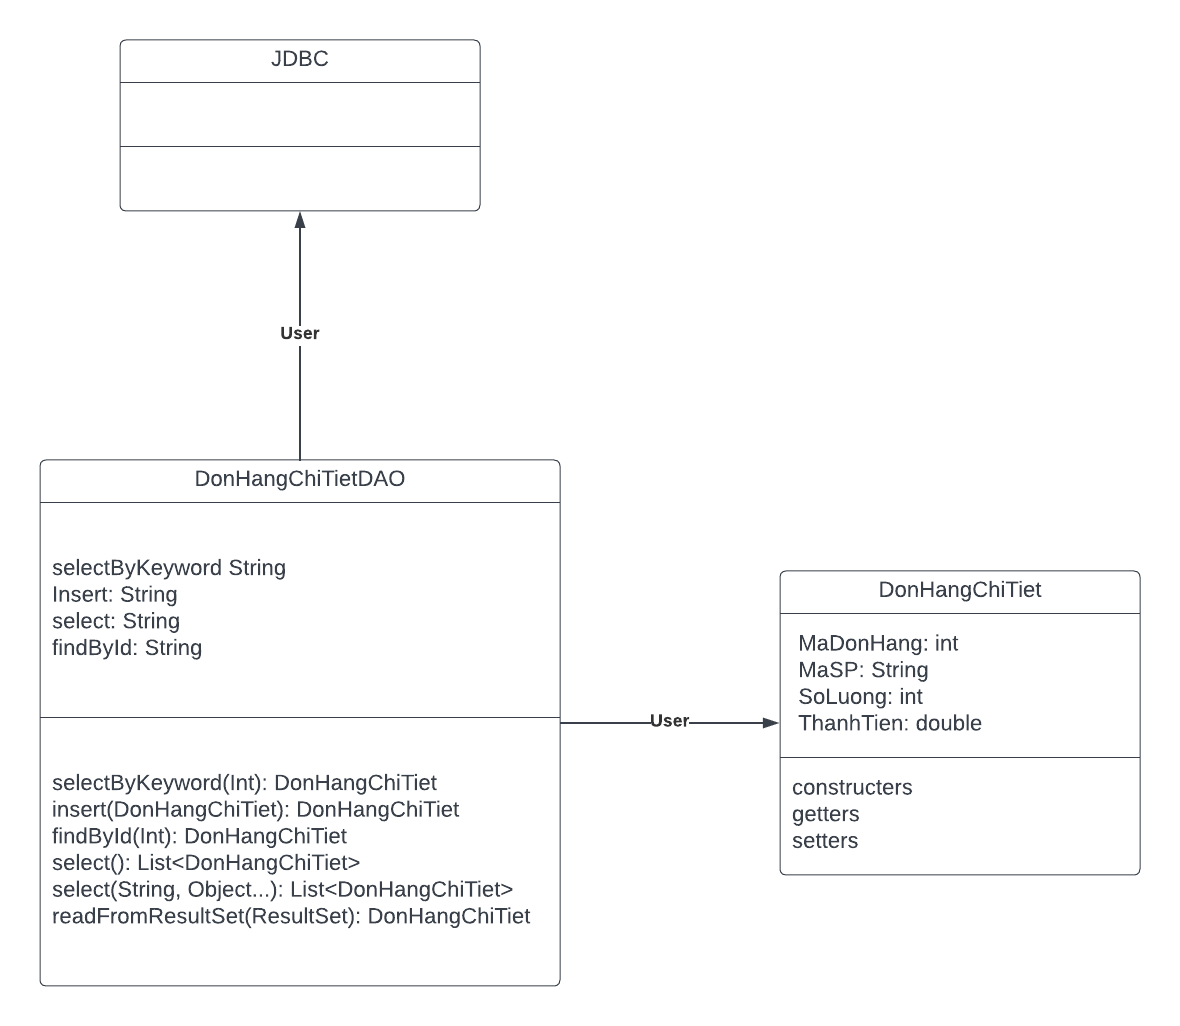 JDBC
User
DonHangChiTietDAO
selectByKeyword String
Insert: String
select: String
findById: String
selectByKeyword(Int): DonHangChiTiet
insert(DonHangChiTiet): DonHangChiTiet
findById(Int): DonHangChiTiet
select(): List<DonHangChiTiet>
select(String, Object...): List<DonHangChiTiet>
readFromResultSet(ResultSet): DonHangChiTiet
User
DonHangChiTiet
MaDonHang: int
MaSP: String
SoLuong: int
ThanhTien: double
constructers
getters
setters